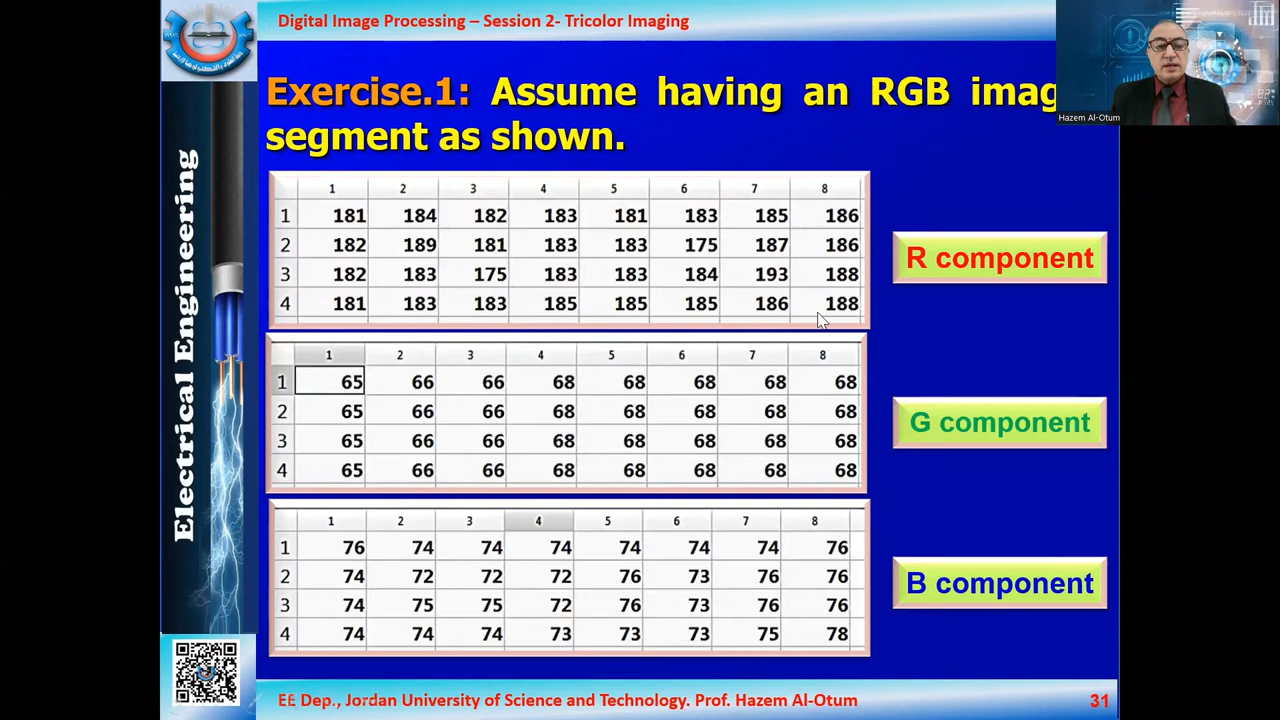 Digital Image Processing – Session 2- Tricolor Imaging
Hazem Al-Otum
Electrical Engineering
Exercise.1: Assume having an RGB imag
segment as shown.
1 2 3 4 5 6 7 8
1 181 184 182 183 181 183 185 186
2 182 189 181 183 183 175 187 186
3 182 183 175 183 183 184 193 188
4 181 183 183 185 185 185 186 188
R component
1 2 3 4 5 6 7 8
1 65 66 66 68 68 68 68 68
2 65 66 66 68 68 68 68 68
3 65 66 66 68 68 68 68 68
4 65 66 66 68 68 68 68 68
G component
1 2 3 4 5 6 7 8
1 76 74 74 74 74 74 74 76
2 74 72 72 72 76 73 76 76
3 74 75 75 72 76 73 76 76
4 74 74 74 73 73 73 75 78
B component
EE Dep., Jordan University of Science and Technology. Prof. Hazem Al-Otum
31